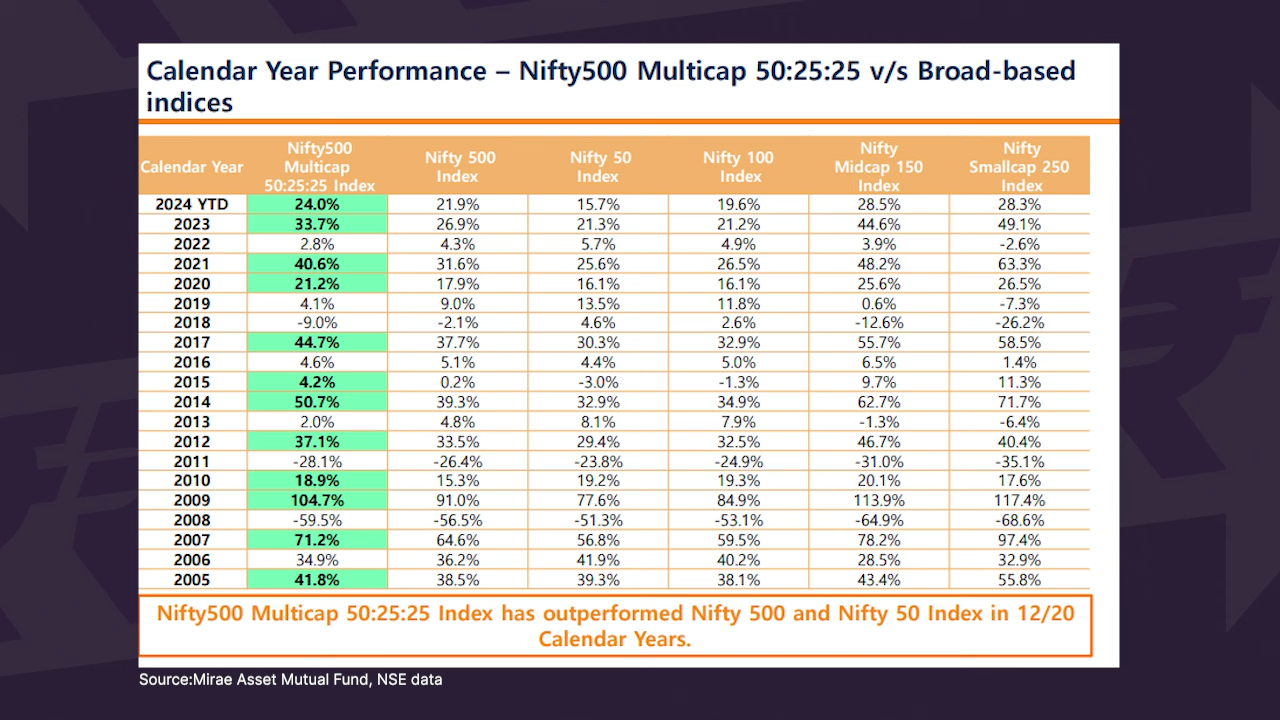 Calendar Year Performance – Nifty500 Multicap 50:25:25 v/s Broad-based
indices
Calendar Year Nifty500 Multicap 50:25:25 Index Nifty 500 Index Nifty 50 Index Nifty 100 Index Nifty Midcap 150 Index Nifty Smallcap 250 Index
2024 YTD 24.0% 21.9% 15.7% 19.6% 28.5% 28.3%
2023 33.7% 26.9% 21.3% 21.2% 44.6% 49.1%
2022 2.8% 4.3% 5.7% 4.9% 3.9% -2.6%
2021 40.6% 31.6% 25.6% 26.5% 48.2% 63.3%
2020 21.2% 17.9% 16.1% 16.1% 25.6% 26.5%
2019 4.1% 9.0% 13.5% 11.8% 0.6% -7.3%
2018 -9.0% -2.1% 4.6% 2.6% -12.6% -26.2%
2017 44.7% 37.7% 30.3% 32.9% 55.7% 58.5%
2016 4.6% 5.1% 4.4% 5.0% 6.5% 1.4%
2015 4.2% 0.2% -3.0% -1.3% 9.7% 11.3%
2014 50.7% 39.3% 32.9% 34.9% 62.7% 71.7%
2013 2.0% 4.8% 8.1% 7.9% -1.3% -6.4%
2012 37.1% 33.5% 29.4% 32.5% 46.7% 40.4%
2011 -28.1% -26.4% -23.8% -24.9% -31.0% -35.1%
2010 18.9% 15.3% 19.2% 19.3% 20.1% 17.6%
2009 104.7% 91.0% 77.6% 84.9% 113.9% 117.4%
2008 -59.5% -56.5% -51.3% -53.1% -64.9% -68.6%
2007 71.2% 64.6% 56.8% 59.5% 78.2% 97.4%
2006 34.9% 36.2% 41.9% 40.2% 28.5% 32.9%
2005 41.8% 38.5% 39.3% 38.1% 43.4% 55.8%
Nifty500 Multicap 50:25:25 Index has outperformed Nifty 500 and Nifty 50 Index in 12/20
Calendar Years.
Source:Mirae Asset Mutual Fund, NSE data